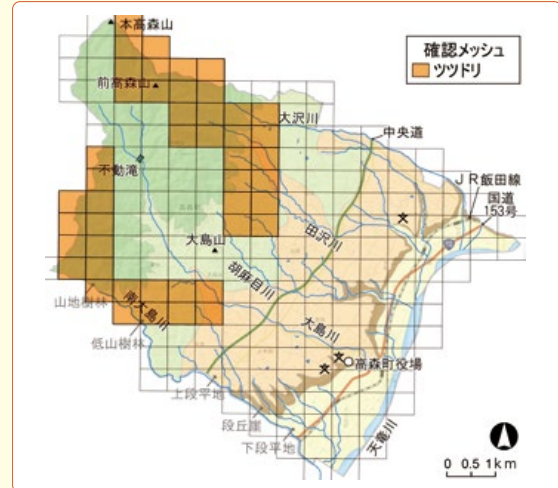 本高森山
確認メッシュ
ツツドリ
前高森山
大沢川
中央道
不動滝
JR飯田線
国道
153号
田沢川
大島山
胡麻目川
山地樹林
南大島川
大島川
低山樹林
高森町役場
上段平地
段丘崖
下段平地
天竜川
0 0.5 1km